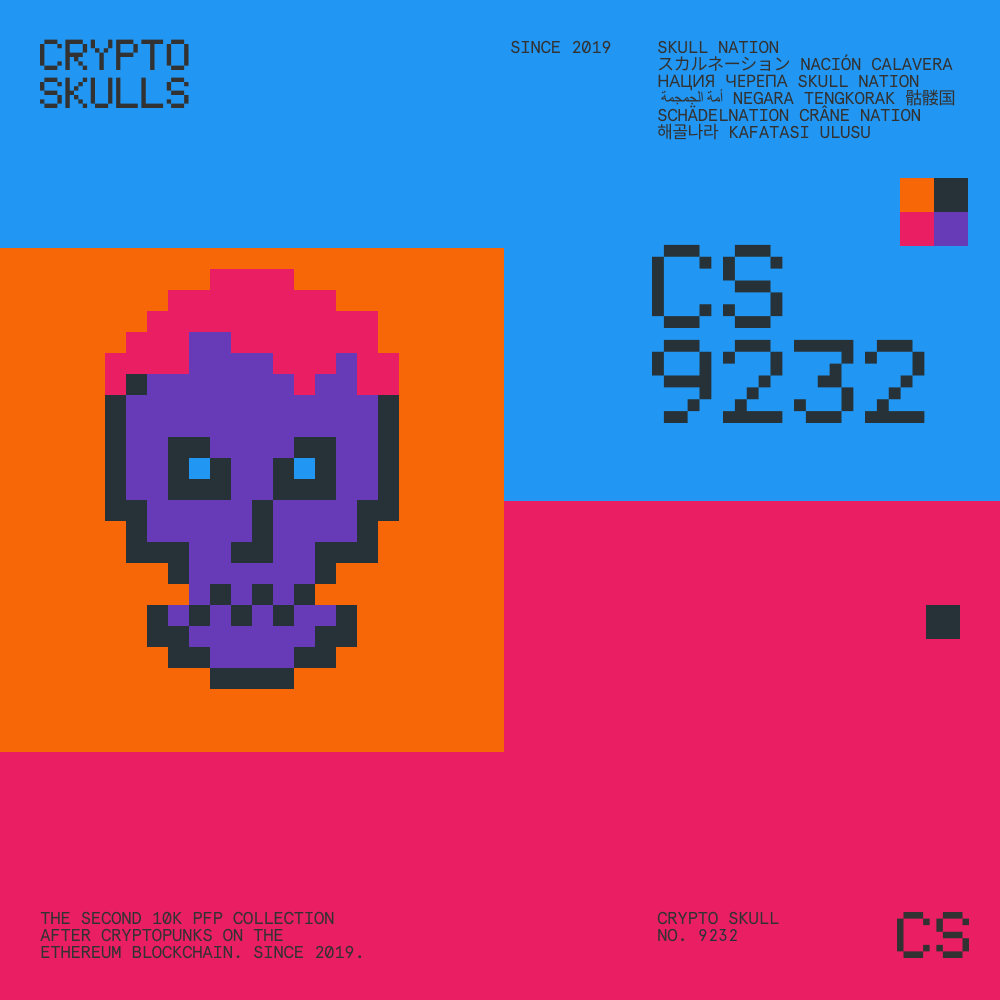 CRYPTO
SKULLS
SINCE 2019
SKULL NATION
スカルネーション NACIÓN CALAVERA
НАЦИЯ ЧЕРЕПА SKULL NATION
أمة الجمجمة NEGARA TENGKORAK 骷髅国
SCHÄDELNATION CRÂNE NATION
해골나라 KAFATASI ULUSU
CS
9232
THE SECOND 10K PFP COLLECTION
AFTER CRYPTOPUNKS ON THE
ETHEREUM BLOCKCHAIN. SINCE 2019.
CRYPTO SKULL
NO. 9232
CS